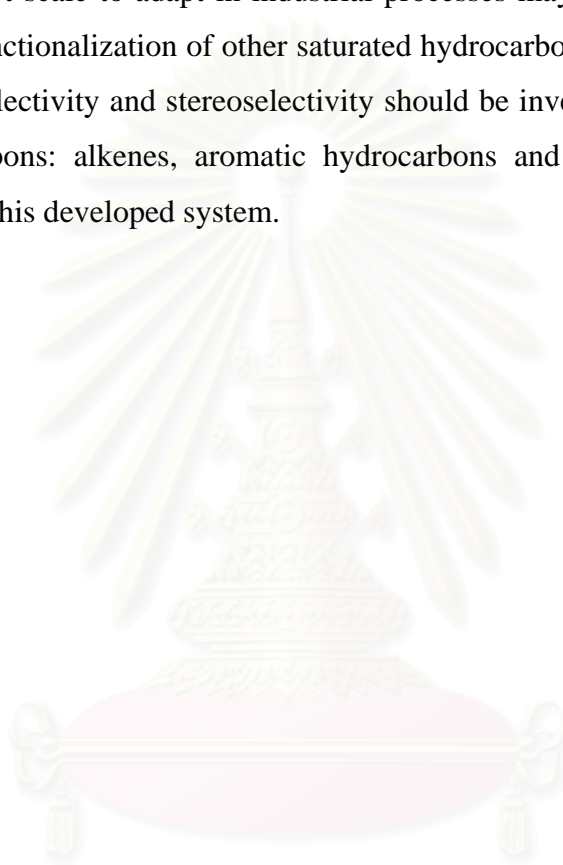 scale to adapt in industrial processes may
nctionalization of other saturated hydrocarbo
lectivity and stereoselectivity should be inve
ons: alkenes, aromatic hydrocarbons and
his developed system.